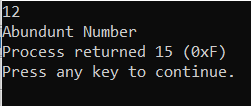 12
Abundunt Number
Process returned 15 (0xF)
Press any key to continue.